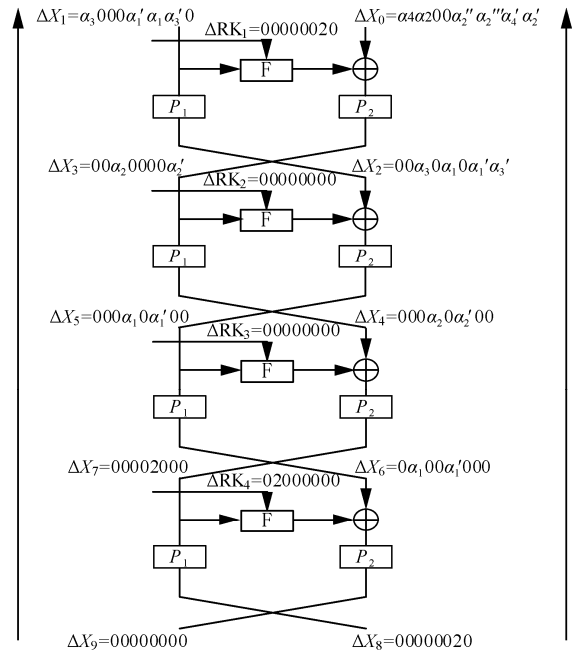 ΔX₁=α₃000α₁′α₁α₃′0
ΔX₀=α4α200α₂″α₂‴α₄′α₂′
ΔRK₁=00000020
F
P₁
P₂
ΔX₃=00α₂0000α₂′
ΔX₂=00α₃0α₁0α₁′α₃′
ΔRK₂=00000000
F
P₁
P₂
ΔX₅=000α₁0α₁′00
ΔX₄=000α₂0α₂′00
ΔRK₃=00000000
F
P₁
P₂
ΔX₇=00002000
ΔX₆=0α₁00α₁′000
ΔRK₄=02000000
F
P₁
P₂
ΔX₉=00000000
ΔX₈=00000020